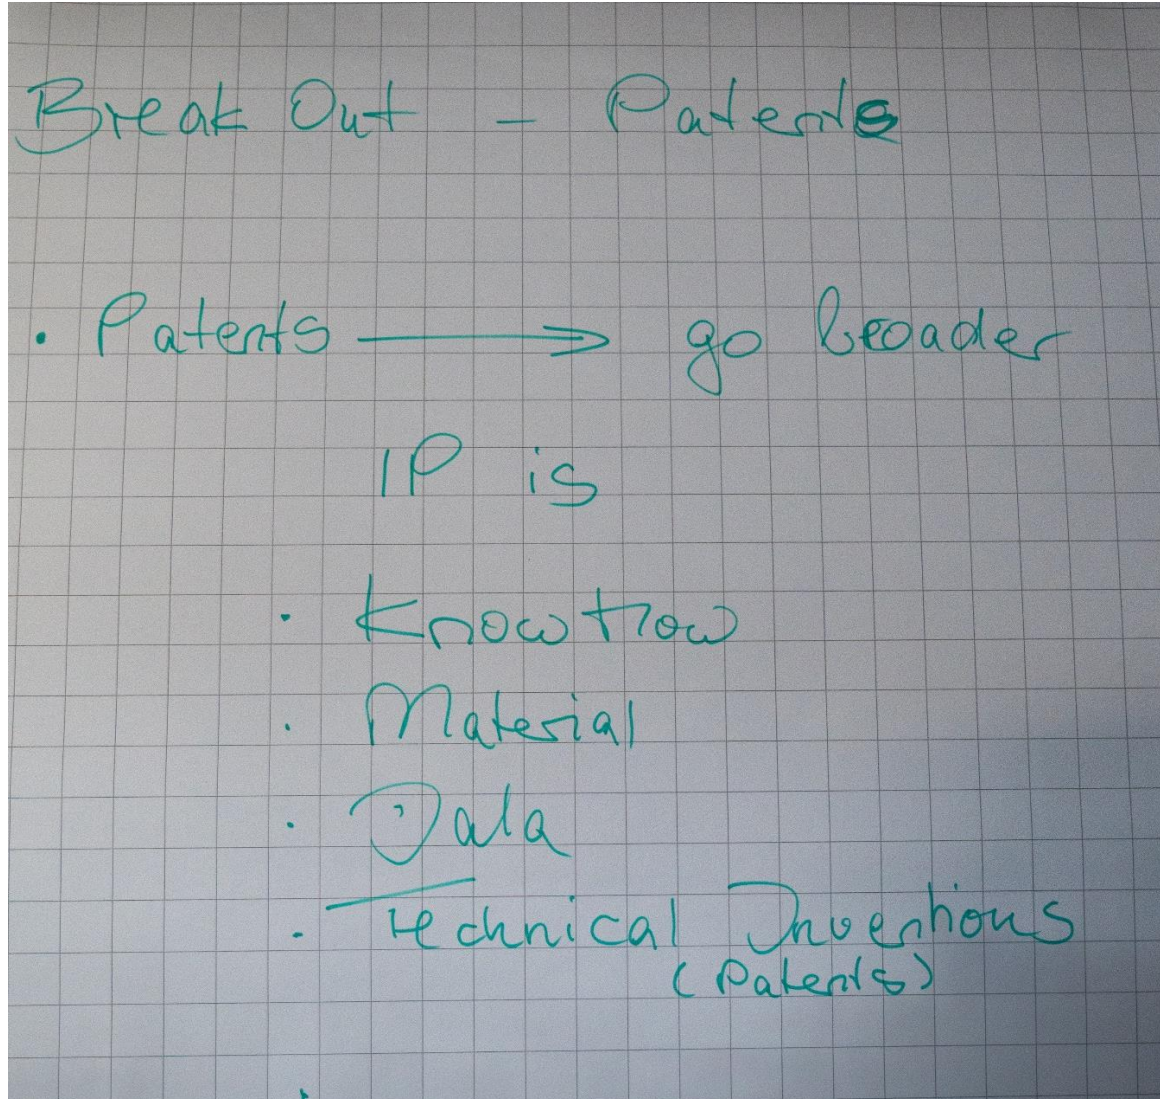 Break Out - Patents
• Patents ⟶ go broader
IP is
• Know How
• Material
• Data
• Technical Inventions
(Patents)